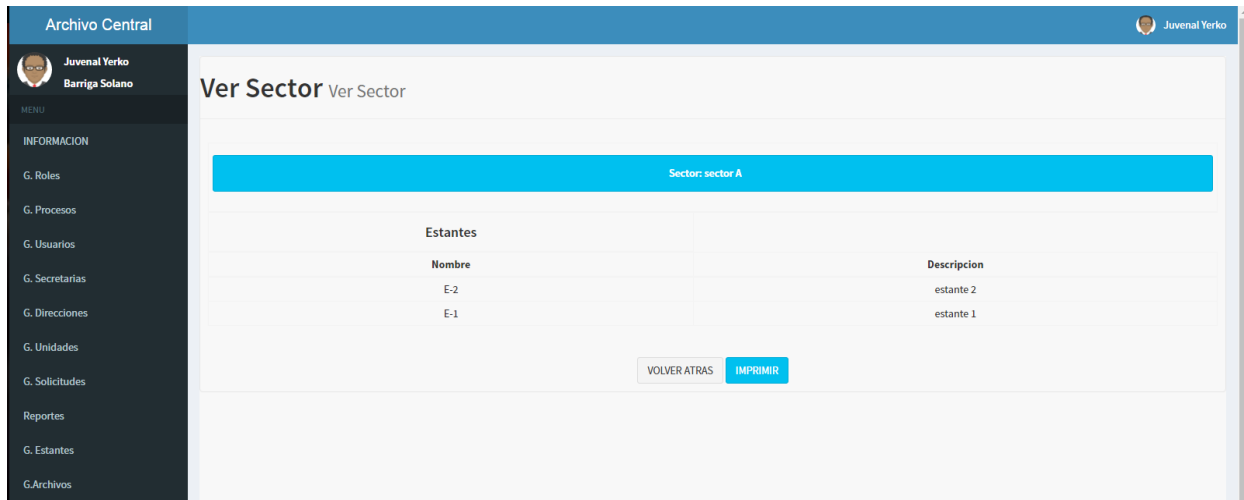 Archivo Central
Juvenal Yerko
Juvenal Yerko
Barriga Solano
MENU
INFORMACION
G. Roles
G. Procesos
G. Usuarios
G. Secretarias
G. Direcciones
G. Unidades
G. Solicitudes
Reportes
G. Estantes
G.Archivos
Ver Sector Ver Sector
Sector: sector A
Estantes
Nombre Descripcion
E-2 estante 2
E-1 estante 1
VOLVER ATRAS IMPRIMIR